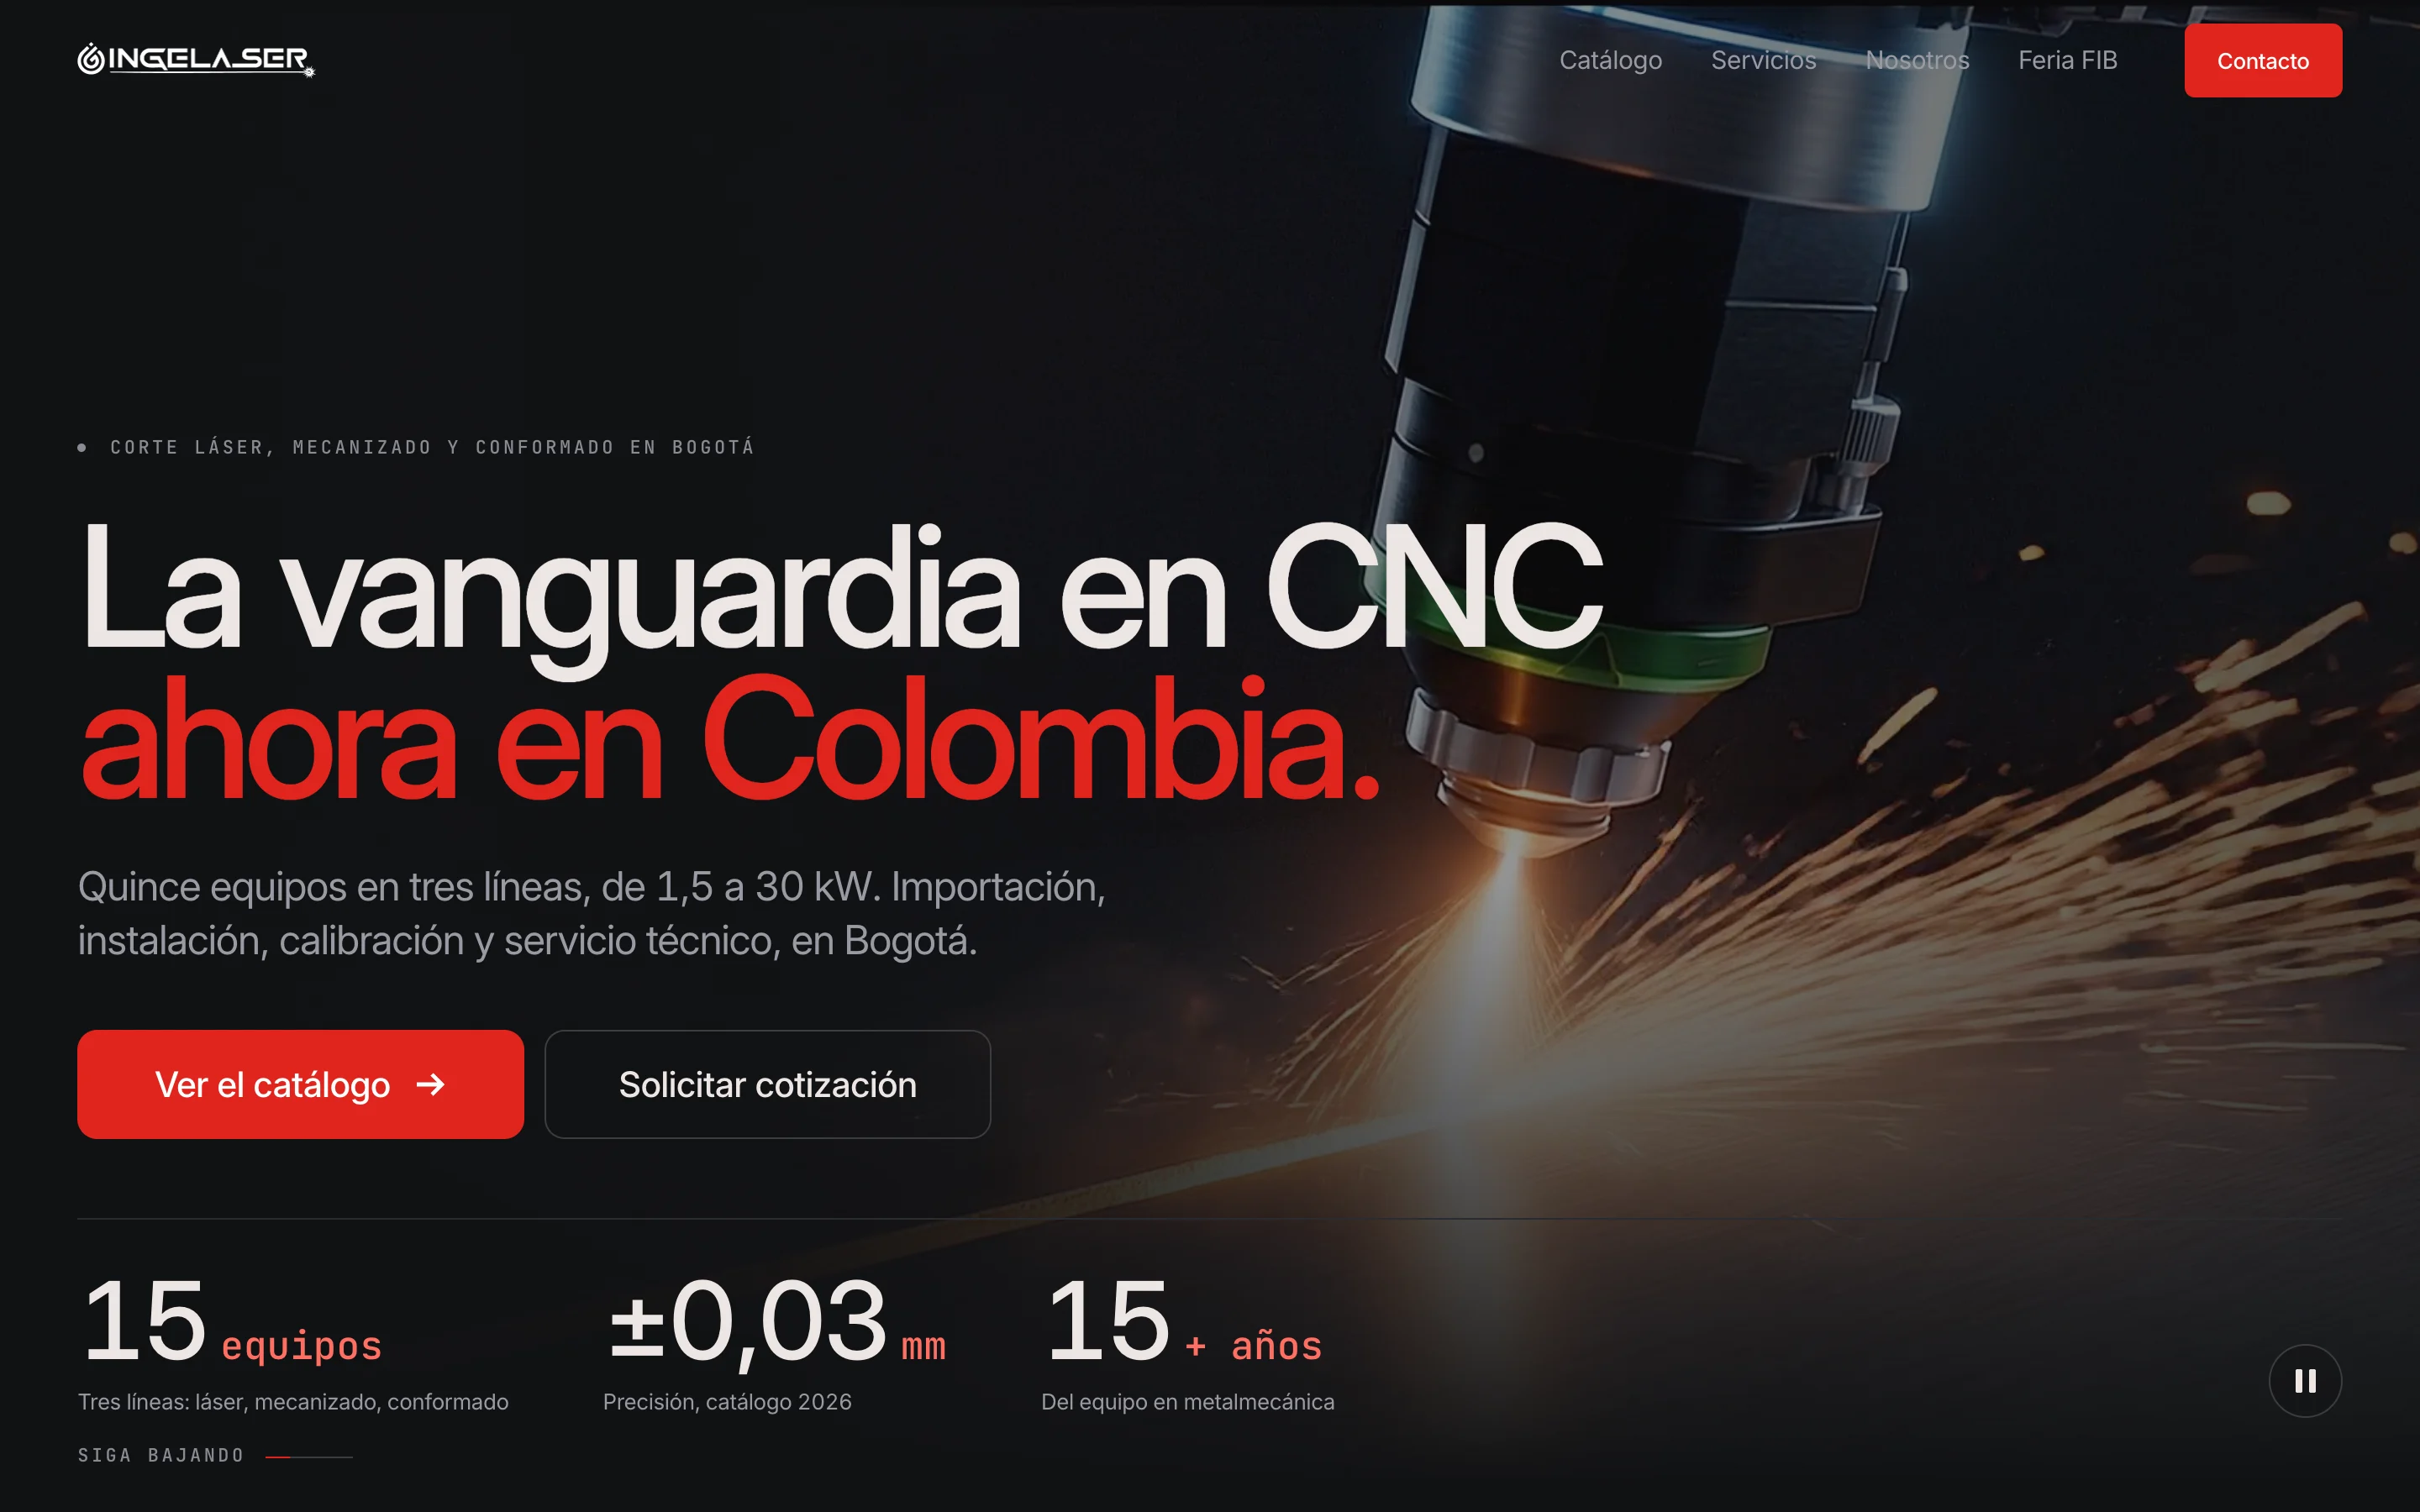 INGELASER
Catálogo
Servicios
Nosotros
Feria FIB
Contacto
CORTE LÁSER, MECANIZADO Y CONFORMADO EN BOGOTÁ
La vanguardia en CNC
ahora en Colombia.
Quince equipos en tres líneas, de 1,5 a 30 kW. Importación,
instalación, calibración y servicio técnico, en Bogotá.
Ver el catálogo →
Solicitar cotización
15 equipos
Tres líneas: láser, mecanizado, conformado
±0,03 mm
Precisión, catálogo 2026
15 + años
Del equipo en metalmecánica
SIGA BAJANDO